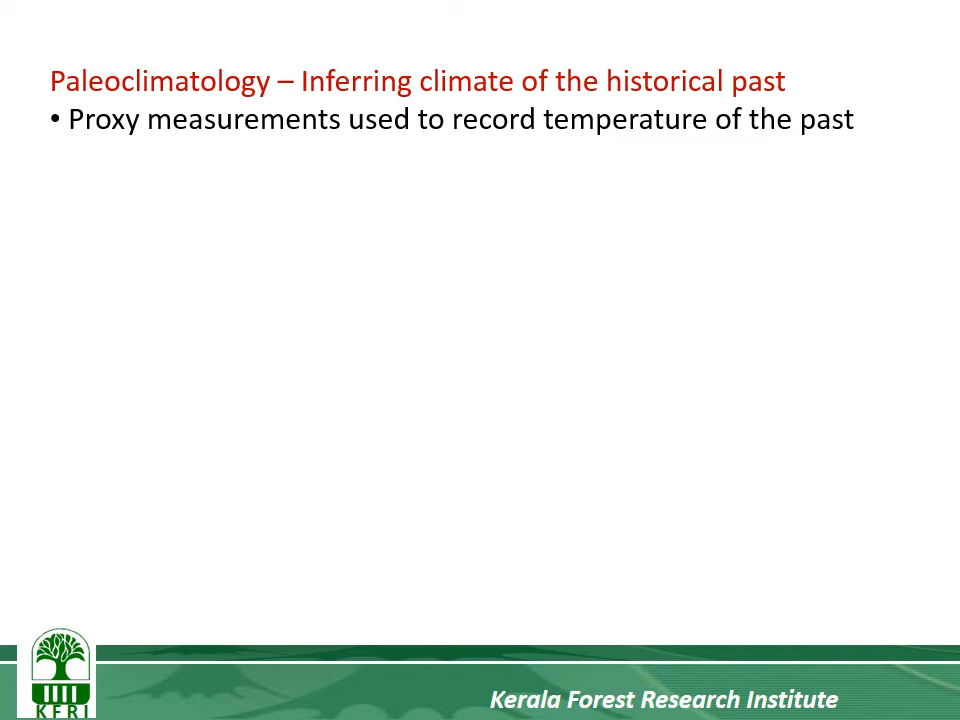 Paleoclimatology – Inferring climate of the historical past
• Proxy measurements used to record temperature of the past
KFRI
Kerala Forest Research Institute